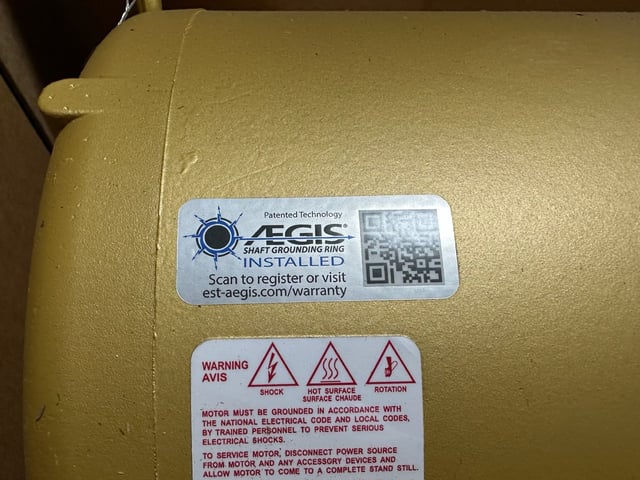 Patented Technology
ÆGIS®
SHAFT GROUNDING RING
INSTALLED
Scan to register or visit
est-aegis.com/warranty
WARNING
AVIS
SHOCK
HOT SURFACE
SURFACE CHAUDE
ROTATION
MOTOR MUST BE GROUNDED IN ACCORDANCE WITH
THE NATIONAL ELECTRICAL CODE AND LOCAL CODES,
BY TRAINED PERSONNEL TO PREVENT SERIOUS
ELECTRICAL SHOCKS.
TO SERVICE MOTOR, DISCONNECT POWER SOURCE
FROM MOTOR AND ANY ACCESSORY DEVICES AND
ALLOW MOTOR TO COME TO A COMPLETE STAND STILL.